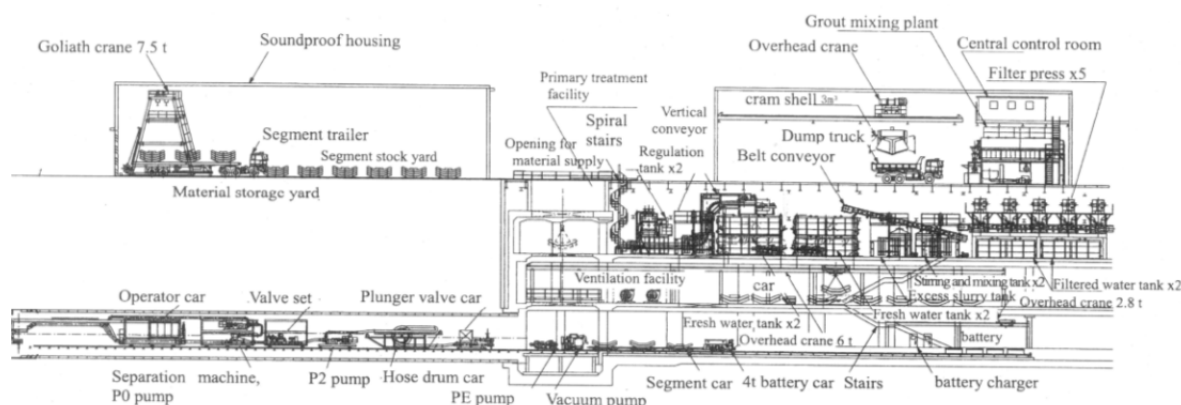 Goliath crane 7.5 t
Soundproof housing
Segment trailer
Segment stock yard
Material storage yard
Primary treatment
facility
Spiral
stairs
Opening for
material supply
Vertical
conveyor
Regulation
tank x2
Grout mixing plant
Overhead crane
Central control room
Filter press x5
cram shell 3m³
Dump truck
Belt conveyor
Ventilation facility
car
Stirring and mixing tank x2
Filtered water tank x2
Excess slurry tank
Overhead crane 2.8 t
Fresh water tank x2
Fresh water tank x2
Overhead crane 6 t
battery
Operator car
Valve set
Plunger valve car
Separation machine,
P0 pump
P2 pump
Hose drum car
PE pump
Vacuum pump
Segment car
4t battery car
Stairs
battery charger